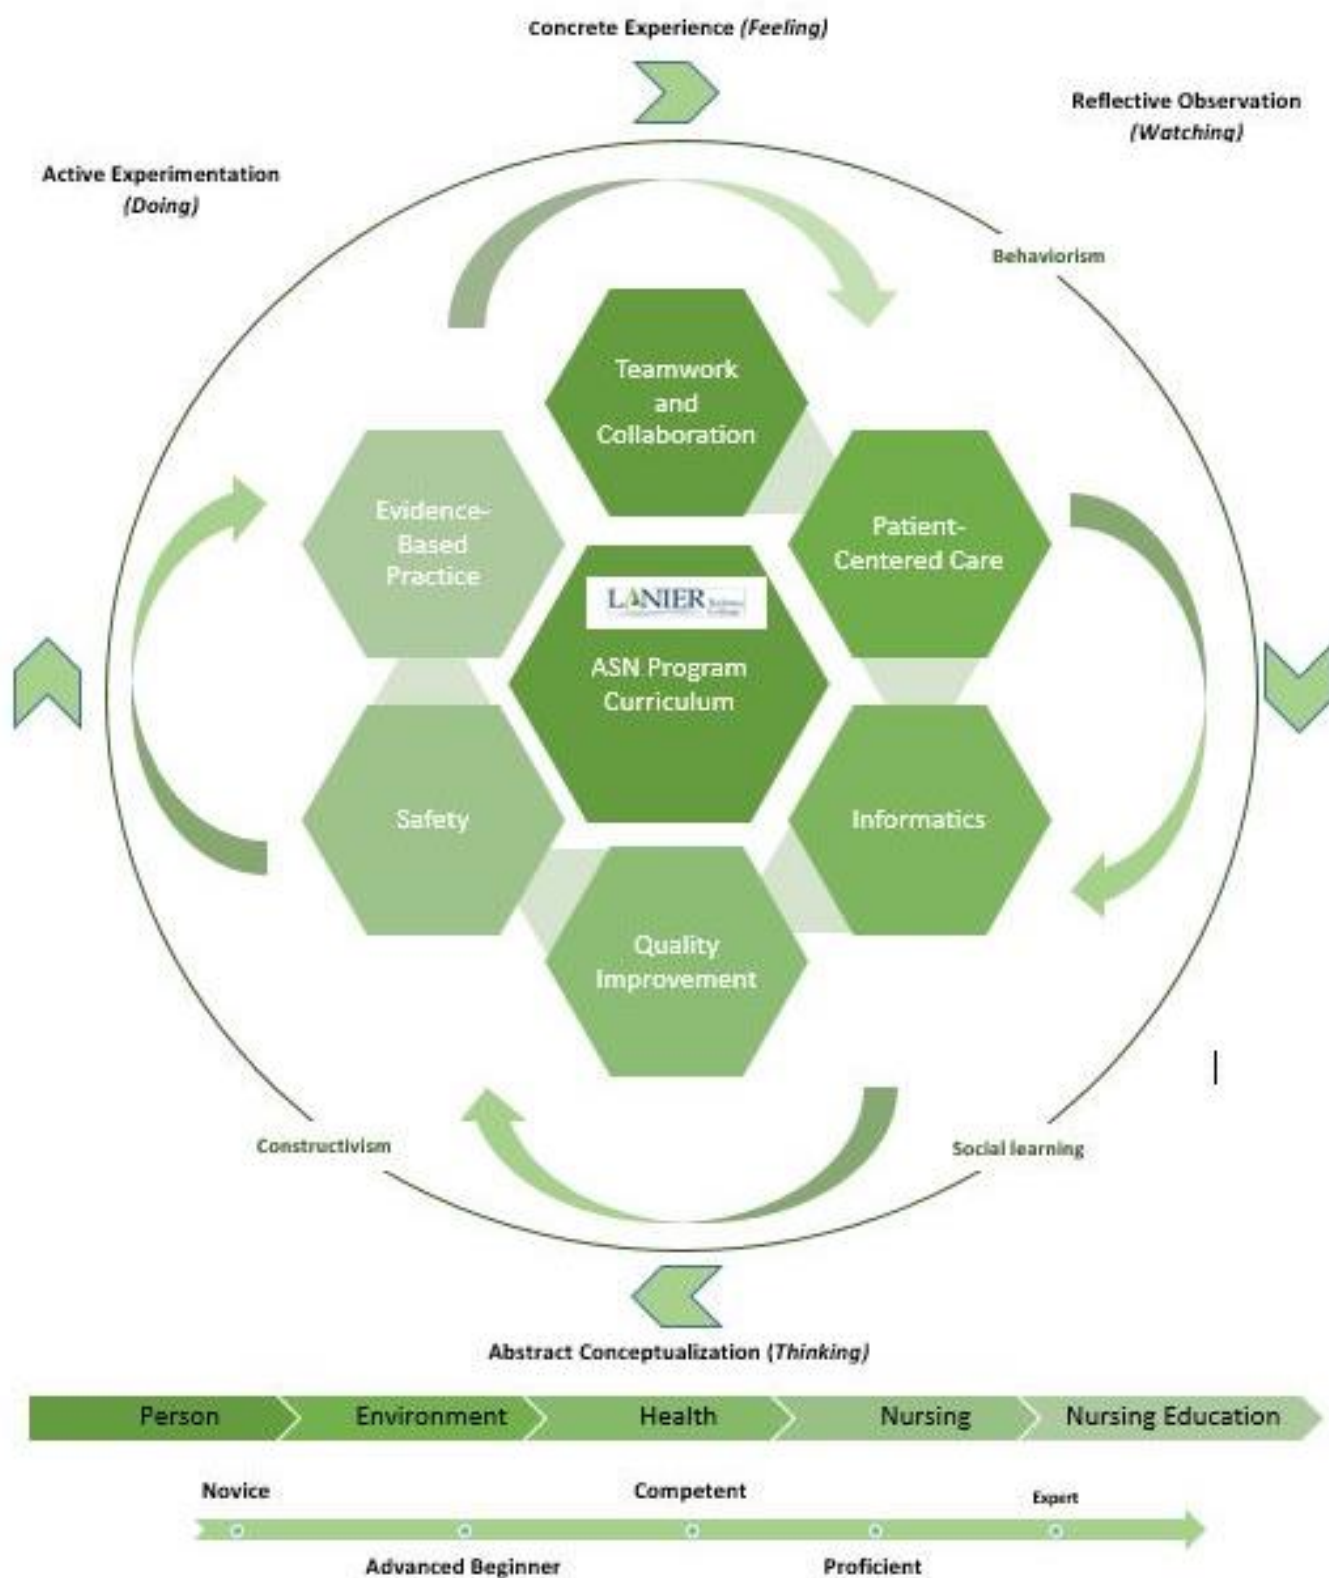 Concrete Experience (Feeling)
Reflective Observation
(Watching)
Active Experimentation
(Doing)
Behaviorism
Teamwork
and
Collaboration
Evidence-
Based
Practice
Patient-
Centered Care
LANIER
ASN Program
Curriculum
Safety
Informatics
Quality
Improvement
Constructivism
Social learning
Abstract Conceptualization (Thinking)
Person
Environment
Health
Nursing
Nursing Education
Novice
Competent
Expert
Advanced Beginner
Proficient